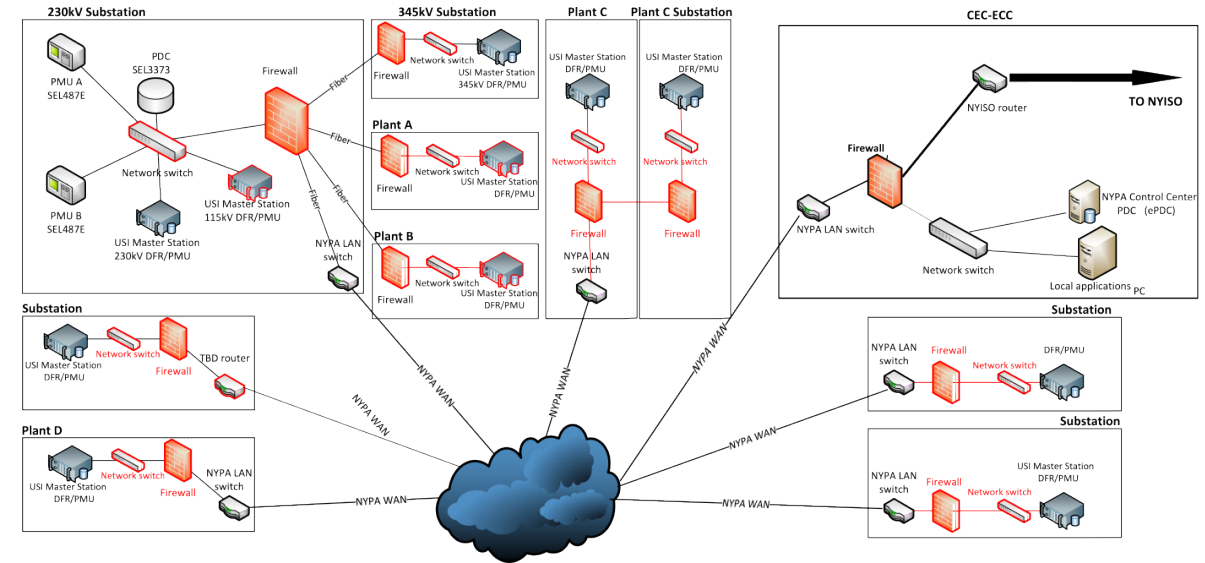 230kV Substation
PMU A
SEL487E
PDC
SEL3373
Firewall
Network switch
PMU B
SEL487E
USI Master Station
115kV DFR/PMU
USI Master Station
230kV DFR/PMU
Fiber
Fiber
Fiber
Fiber
NYPA LAN
switch
345kV Substation
Firewall
Network switch
USI Master Station
345kV DFR/PMU
Plant A
Firewall
Network switch
USI Master Station
DFR/PMU
Plant B
Firewall
Network switch
USI Master Station
DFR/PMU
Plant C
USI Master Station
DFR/PMU
Network switch
Firewall
NYPA LAN
switch
Plant C Substation
USI Master Station
DFR/PMU
Network switch
Firewall
CEC-ECC
NYISO router
TO NYISO
Firewall
NYPA LAN switch
Network switch
NYPA Control Center
PDC (ePDC)
Local applications PC
Substation
USI Master Station
DFR/PMU
Network switch
Firewall
TBD router
Plant D
USI Master Station
DFR/PMU
Network switch
Firewall
NYPA LAN
switch
NYPA WAN
NYPA WAN
NYPA WAN
NYPA WAN
NYPA WAN
NYPA WAN
NYPA WAN
Substation
NYPA LAN
switch
Firewall
Network switch
DFR/PMU
Substation
NYPA LAN
switch
Firewall
Network switch
USI Master Station
DFR/PMU